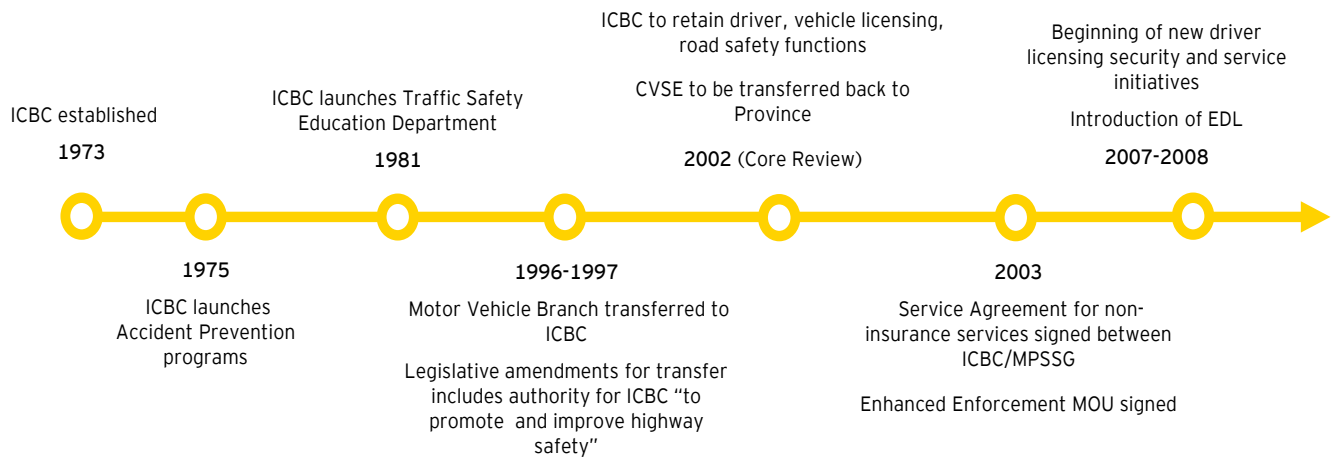 ICBC established
1973
1975
ICBC launches
Accident Prevention
programs
ICBC launches Traffic Safety
Education Department
1981
1996-1997
Motor Vehicle Branch transferred to
ICBC
Legislative amendments for transfer
includes authority for ICBC “to
promote and improve highway
safety”
ICBC to retain driver, vehicle licensing,
road safety functions
CVSE to be transferred back to
Province
2002 (Core Review)
2003
Service Agreement for non-
insurance services signed between
ICBC/MPSSG
Enhanced Enforcement MOU signed
Beginning of new driver
licensing security and service
initiatives
Introduction of EDL
2007-2008